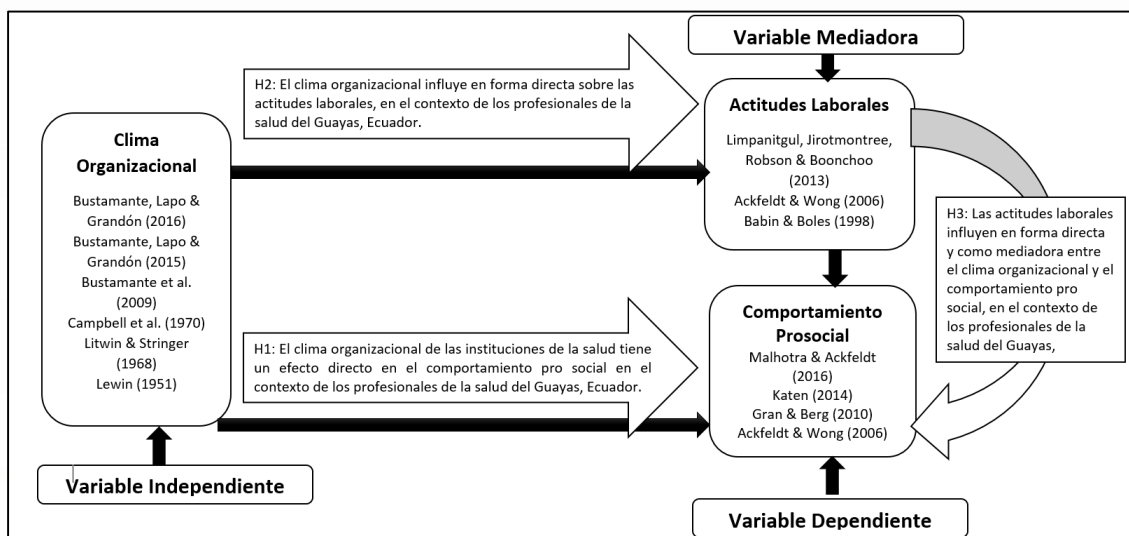 Variable Mediadora
H2: El clima organizacional influye en forma directa sobre las
actitudes laborales, en el contexto de los profesionales de la
salud del Guayas, Ecuador.
Actitudes Laborales
Limpanitgul, Jirotmontree,
Robson & Boonchoo
(2013)
Ackfeldt & Wong (2006)
Babin & Boles (1998)
Clima
Organizacional
Bustamante, Lapo &
Grandón (2016)
Bustamante, Lapo &
Grandón (2015)
Bustamante et al.
(2009)
Campbell et al. (1970)
Litwin & Stringer
(1968)
Lewin (1951)
H3: Las actitudes laborales
influyen en forma directa
y como mediadora entre
el clima organizacional y el
comportamiento pro
social, en el contexto de
los profesionales de la
salud del Guayas,
H1: El clima organizacional de las instituciones de la salud tiene
un efecto directo en el comportamiento pro social en el
contexto de los profesionales de la salud del Guayas, Ecuador.
Comportamiento
Prosocial
Malhotra & Ackfeldt
(2016)
Katen (2014)
Gran & Berg (2010)
Ackfeldt & Wong (2006)
Variable Independiente
Variable Dependiente